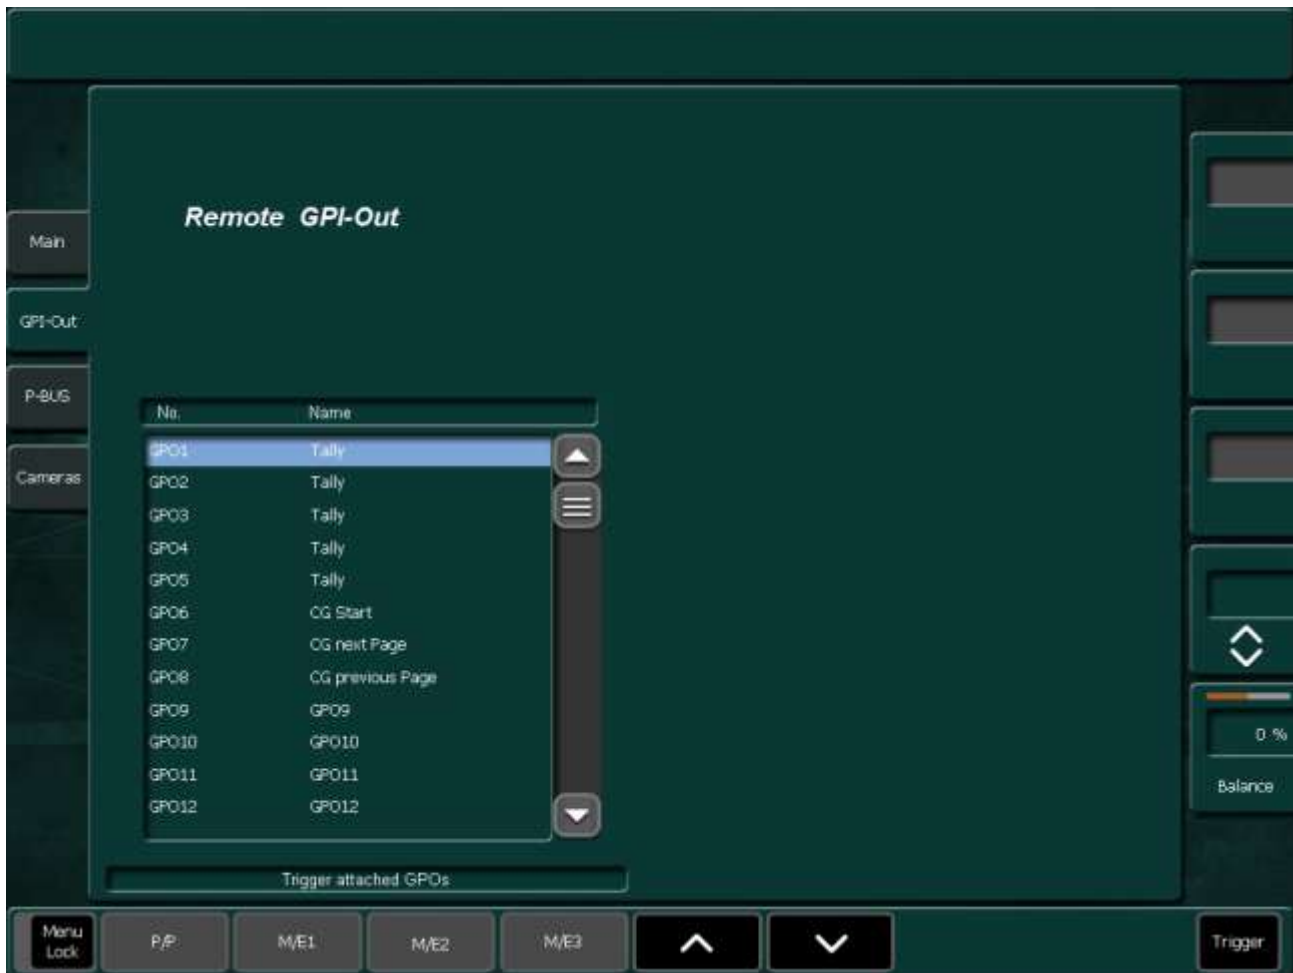 Remote GPI-Out
Main
GPI-Out
P-BUS
Cameras
No. Name
GPO1 Tally
GPO2 Tally
GPO3 Tally
GPO4 Tally
GPO5 Tally
GPO6 CG Start
GPO7 CG next Page
GPO8 CG previous Page
GPO9 GPO9
GPO10 GPO10
GPO11 GPO11
GPO12 GPO12
0 %
Balance
Trigger attached GPOs
Menu
Lock
P/P
M/E1
M/E2
M/E3
Trigger